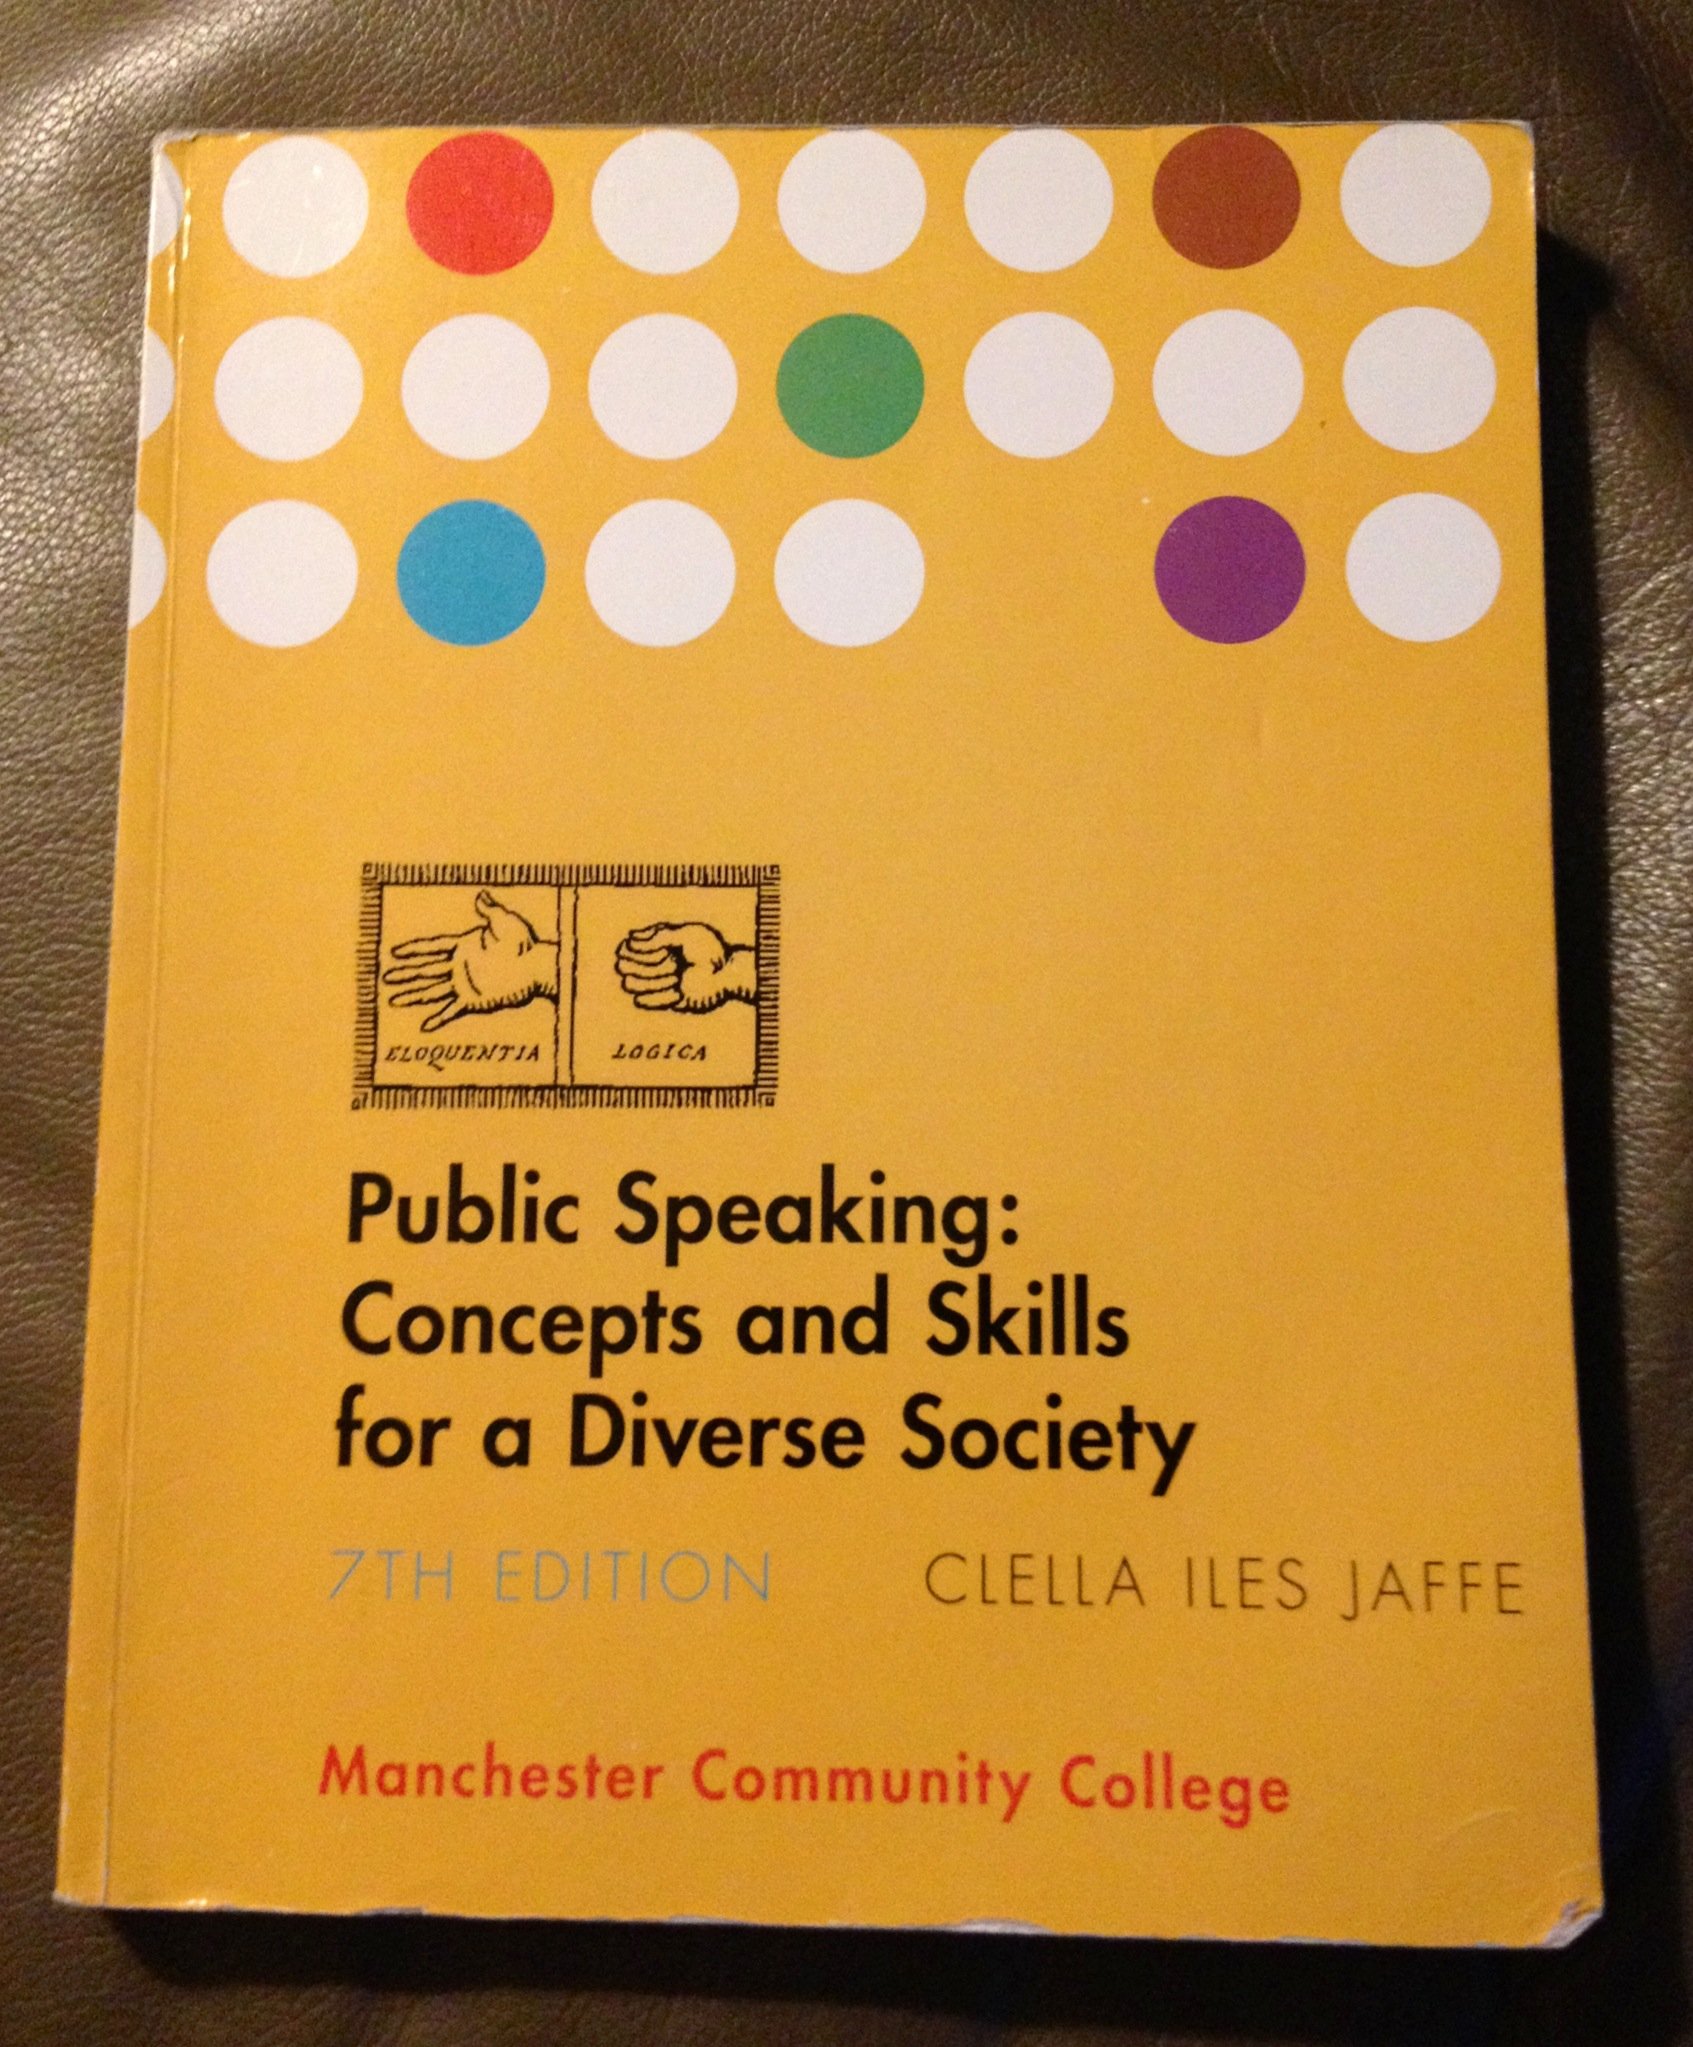 ELOQUENTIA LOGICA
Public Speaking:
Concepts and Skills
for a Diverse Society
7TH EDITION CLELLA ILES JAFFE
Manchester Community College